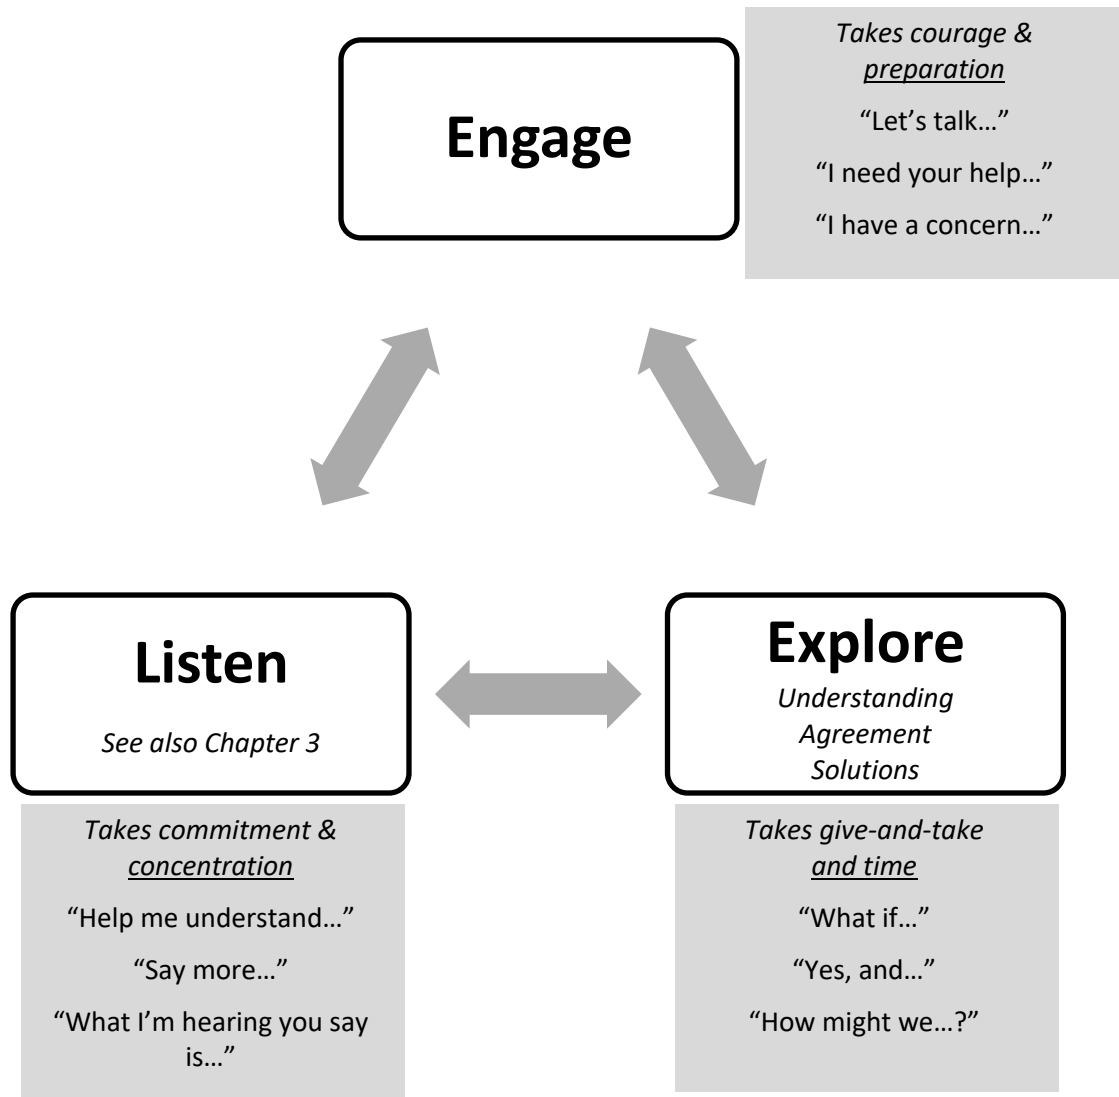 Engage
Takes courage &
preparation
“Let’s talk…”
“I need your help…”
“I have a concern…”
Listen
See also Chapter 3
Takes commitment &
concentration
“Help me understand…”
“Say more…”
“What I’m hearing you say
is…”
Explore
Understanding
Agreement
Solutions
Takes give-and-take
and time
“What if…”
“Yes, and…”
“How might we…?”